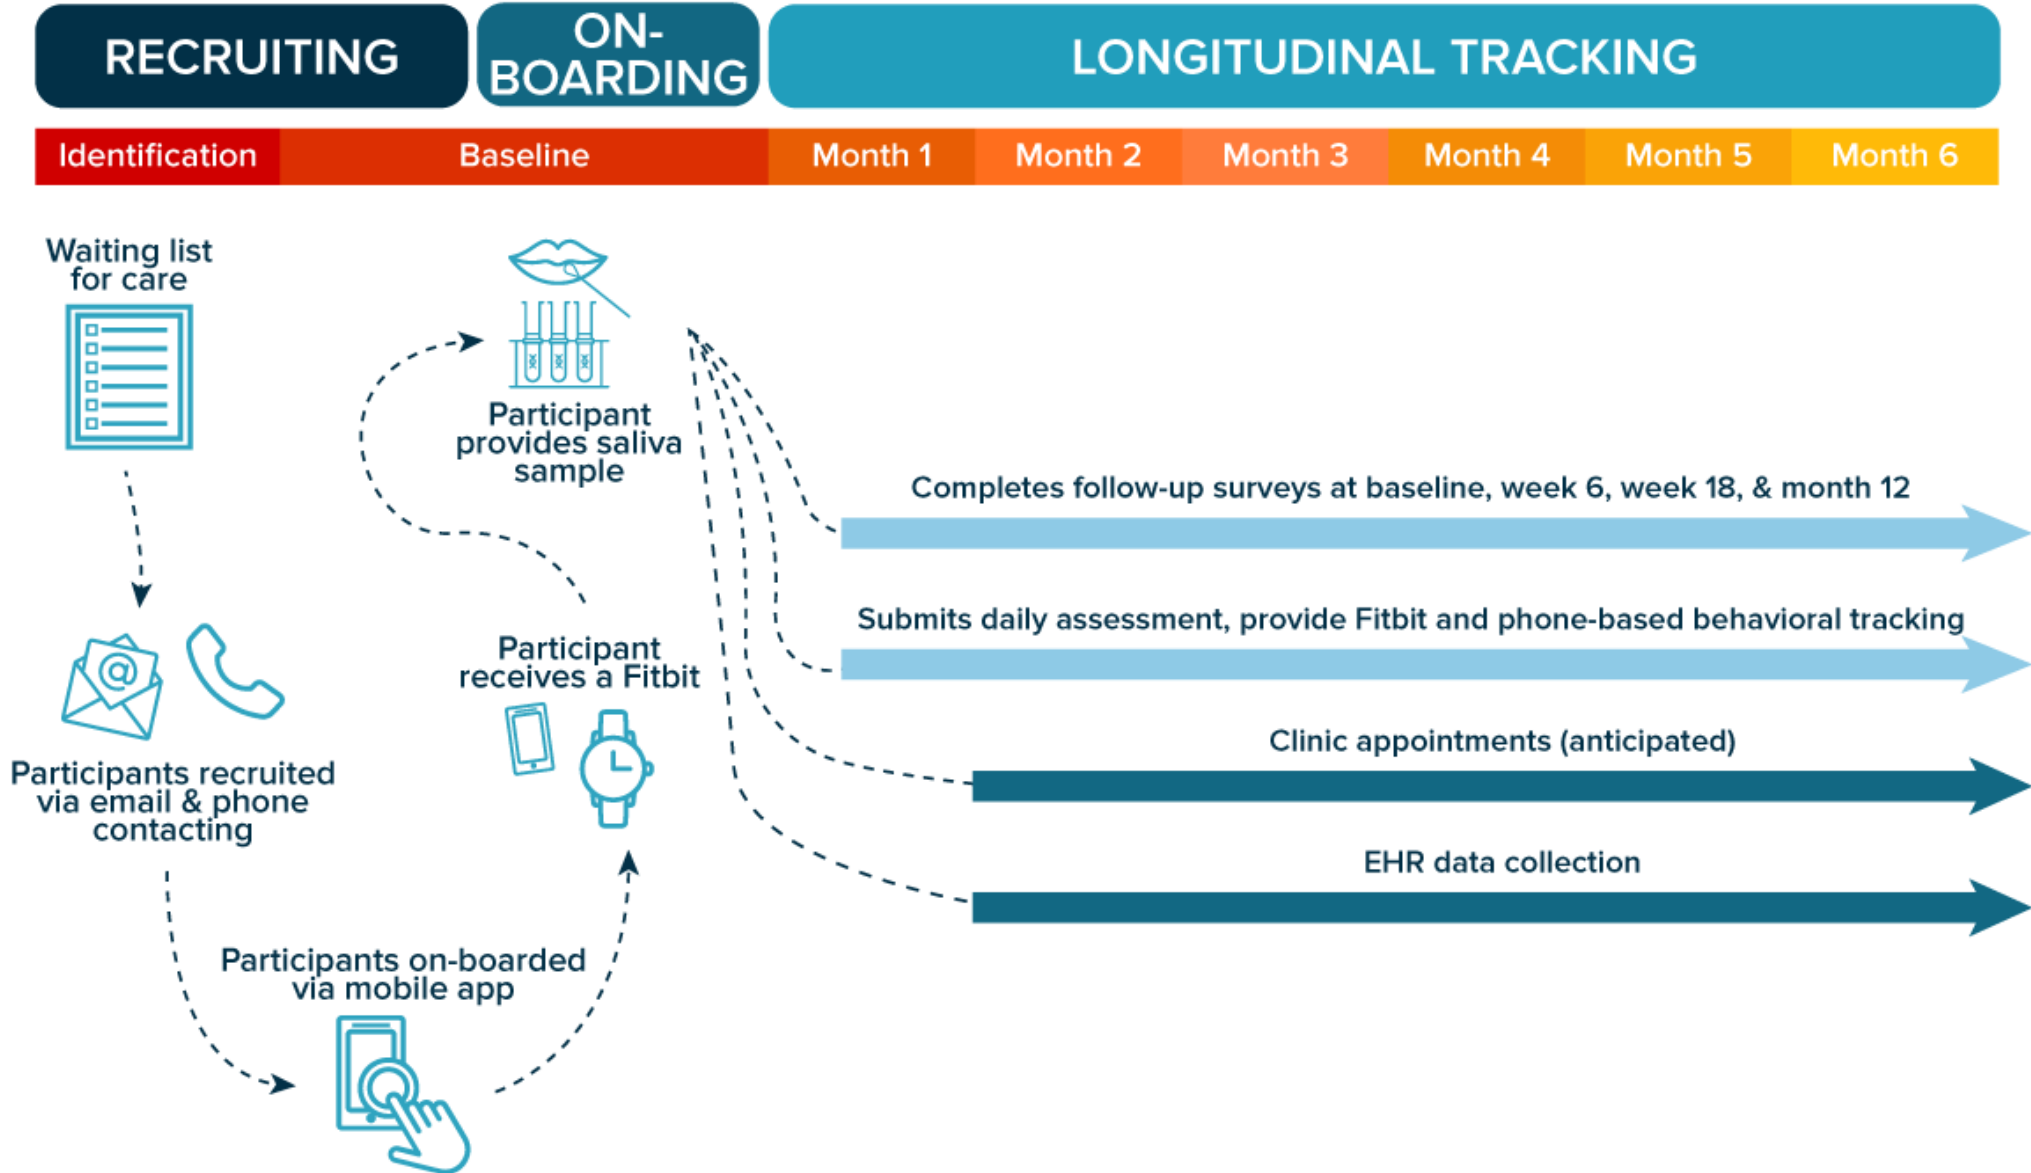 RECRUITING
ON-
BOARDING
LONGITUDINAL TRACKING
Identification
Baseline
Month 1
Month 2
Month 3
Month 4
Month 5
Month 6
Waiting list
for care
Participants recruited
via email & phone
contacting
Participants on-boarded
via mobile app
Participant
receives a Fitbit
Participant
provides saliva
sample
Completes follow-up surveys at baseline, week 6, week 18, & month 12
Submits daily assessment, provide Fitbit and phone-based behavioral tracking
Clinic appointments (anticipated)
EHR data collection